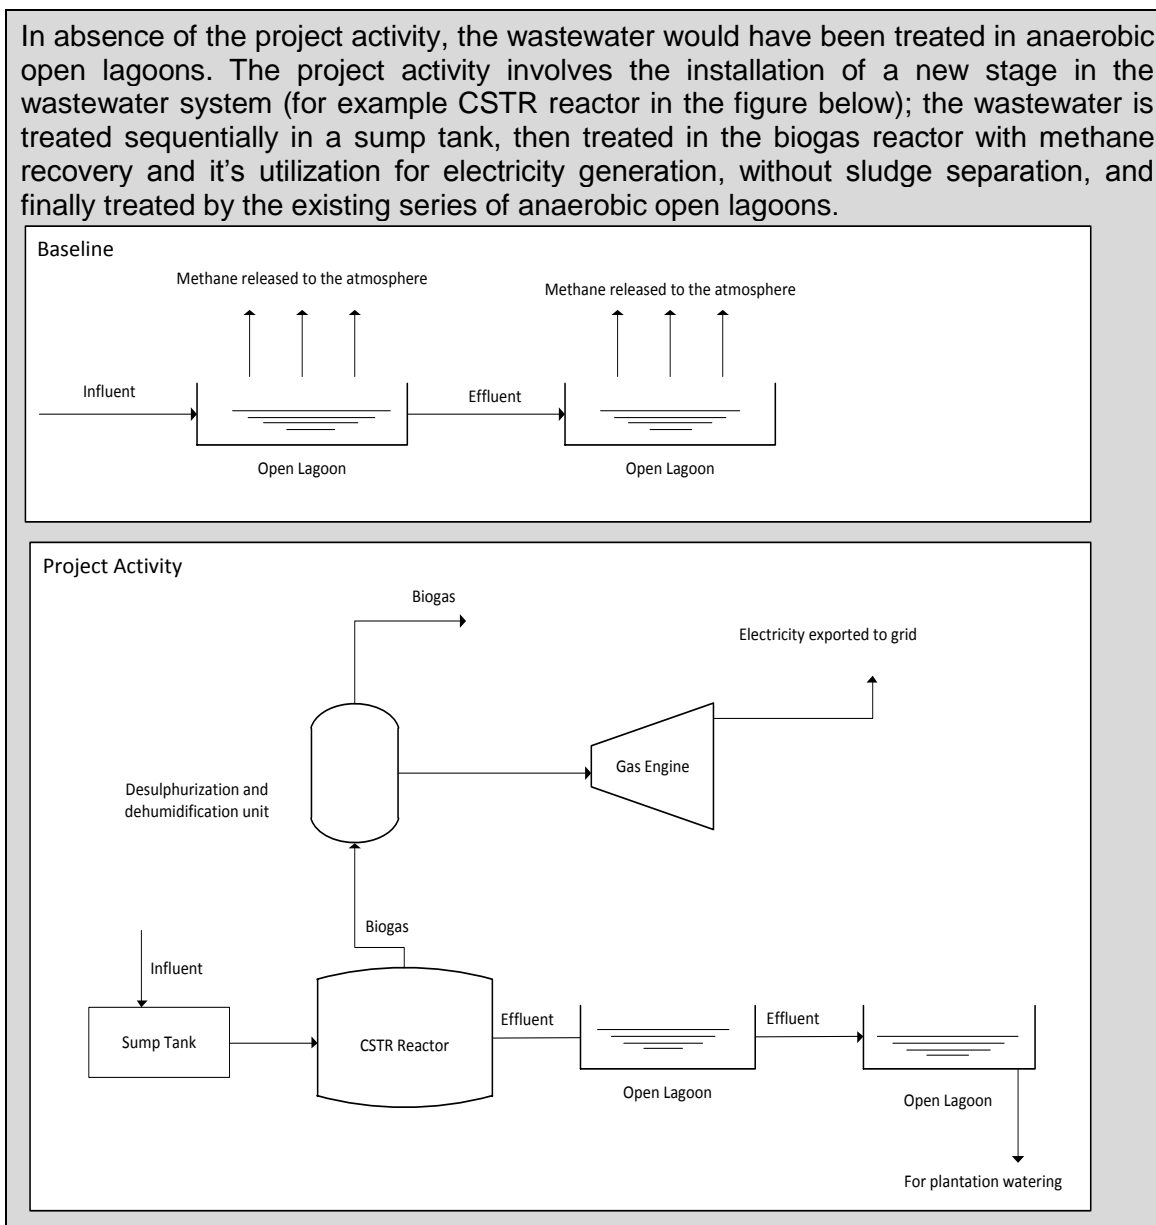 In absence of the project activity, the wastewater would have been treated in anaerobic
open lagoons. The project activity involves the installation of a new stage in the
wastewater system (for example CSTR reactor in the figure below); the wastewater is
treated sequentially in a sump tank, then treated in the biogas reactor with methane
recovery and it's utilization for electricity generation, without sludge separation, and
finally treated by the existing series of anaerobic open lagoons.
Baseline
Methane released to the atmosphere
Methane released to the atmosphere
Influent
Effluent
Open Lagoon
Open Lagoon
Project Activity
Biogas
Electricity exported to grid
Gas Engine
Desulphurization and
dehumidification unit
Biogas
Influent
Sump Tank
CSTR Reactor
Effluent
Effluent
Open Lagoon
Open Lagoon
For plantation watering